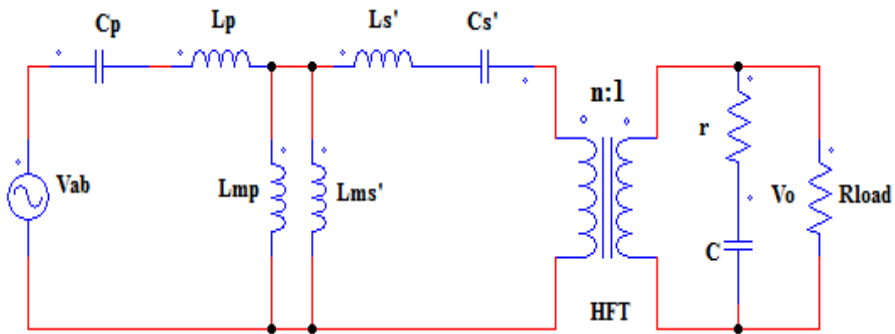 Cp
Lp
Ls'
Cs'
n:1
r
Vab
Lmp
Lms'
Vo
Rload
C
HFT